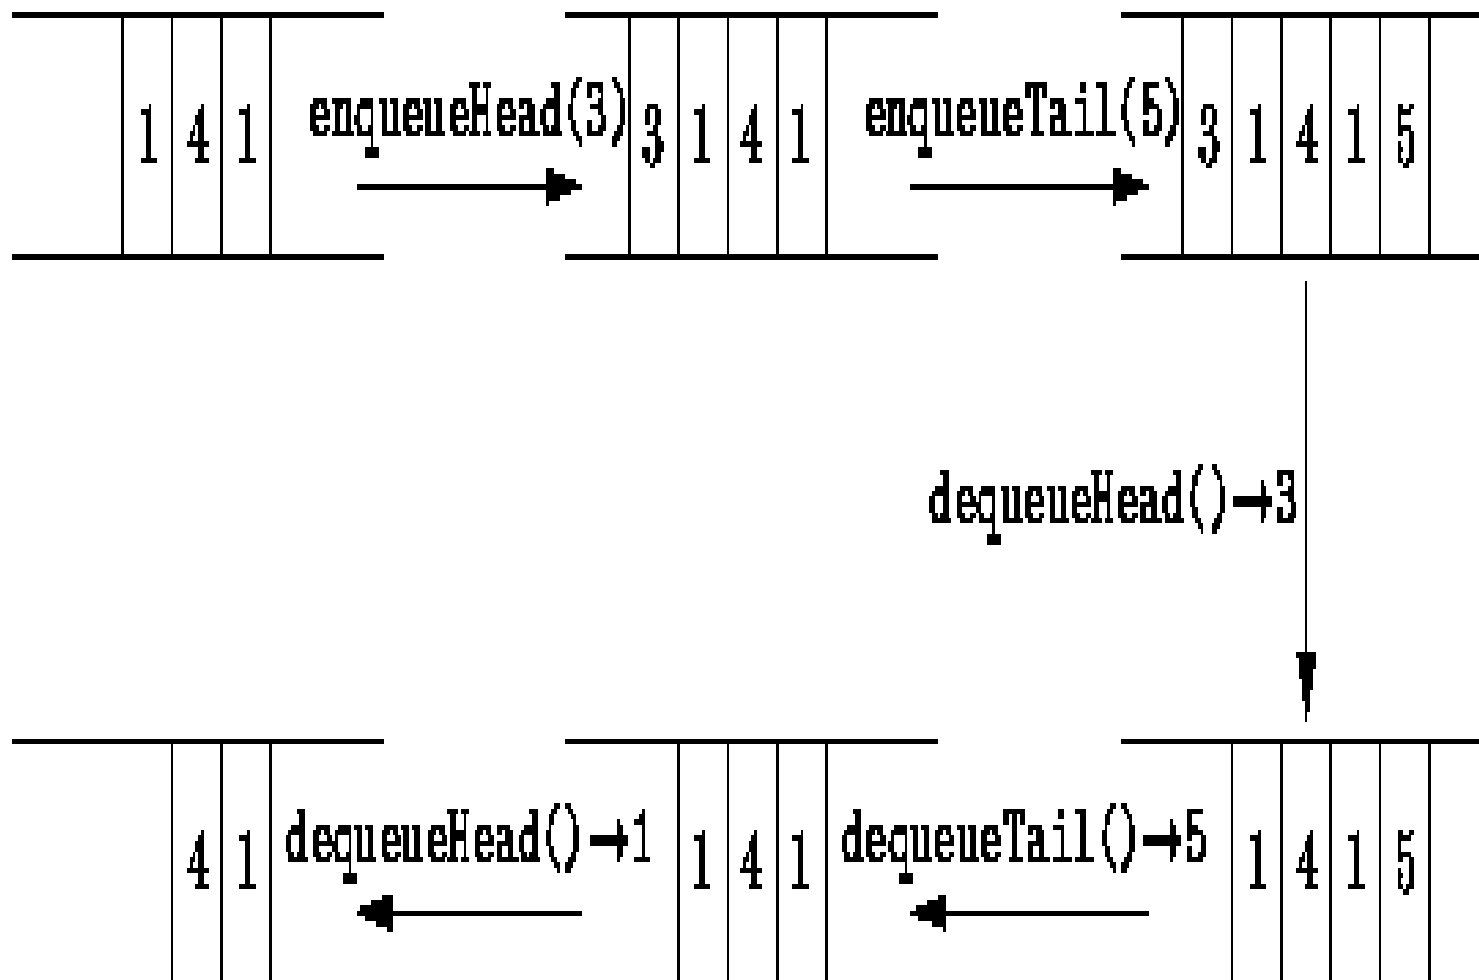 1 4 1
enqueueHead(3)
3 1 4 1
enqueueTail(5)
3 1 4 1 5
dequeueHead()→3
4 1
dequeueHead()→1
1 4 1
dequeueTail()→5
1 4 1 5